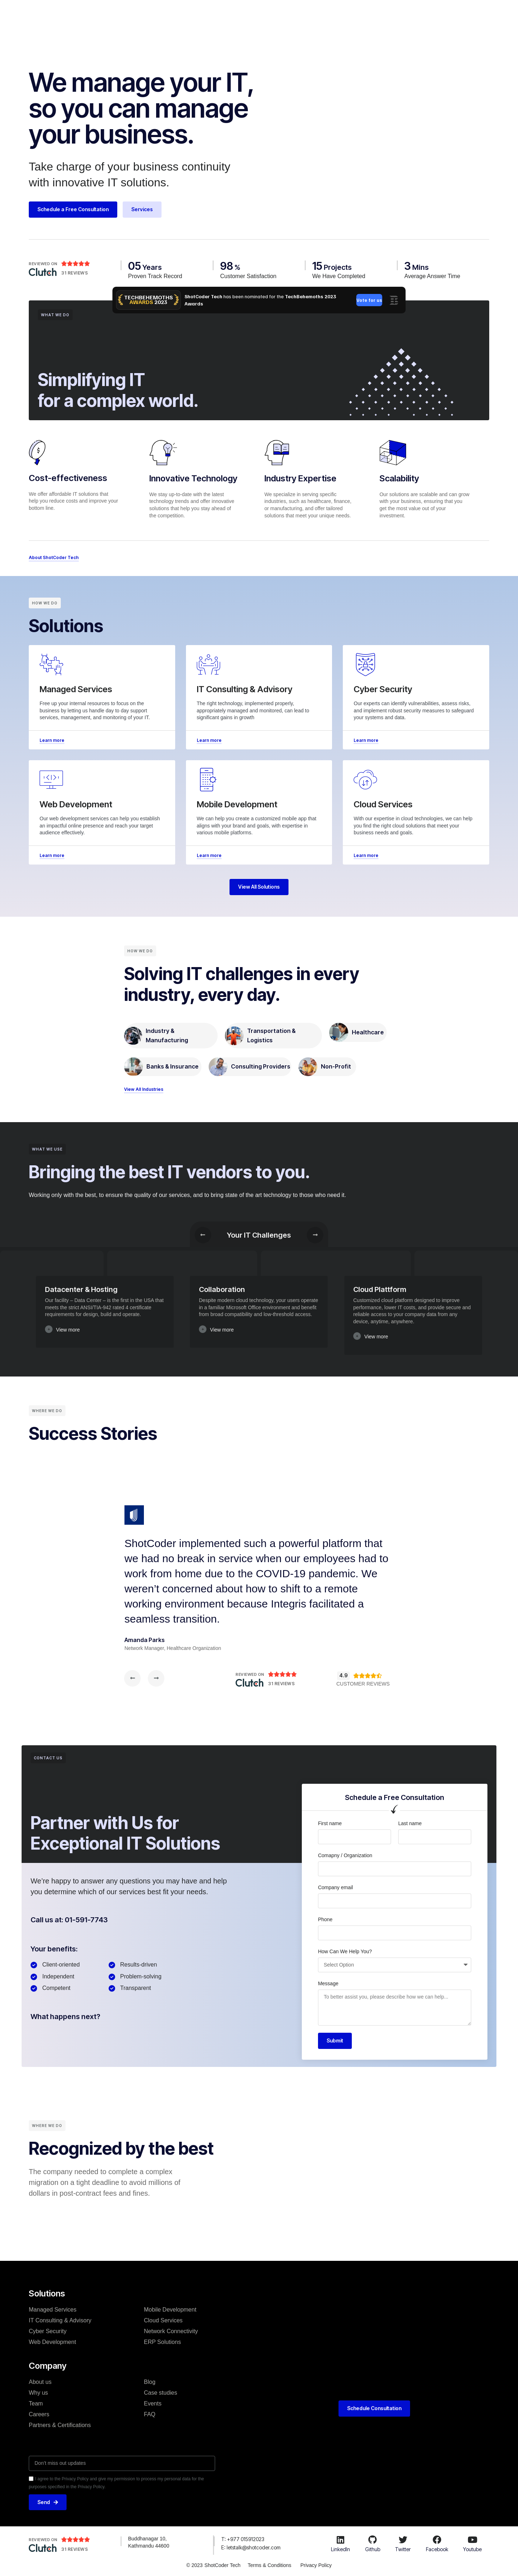 We manage your IT,
so you can manage
your business.
Take charge of your business continuity
with innovative IT solutions.
Schedule a Free Consultation
Services
REVIEWED ON
Clutch
31 REVIEWS
05 Years
Proven Track Record
98 %
Customer Satisfaction
15 Projects
We Have Completed
3 Mins
Average Answer Time
TECHBEHEMOTHS
AWARDS 2023
ShotCoder Tech has been nominated for the TechBehemoths 2023
Awards
Vote for us
WHAT WE DO
Simplifying IT
for a complex world.
Cost-effectiveness
We offer affordable IT solutions that
help you reduce costs and improve your
bottom line.
Innovative Technology
We stay up-to-date with the latest
technology trends and offer innovative
solutions that help you stay ahead of
the competition.
Industry Expertise
We specialize in serving specific
industries, such as healthcare, finance,
or manufacturing, and offer tailored
solutions that meet your unique needs.
Scalability
Our solutions are scalable and can grow
with your business, ensuring that you
get the most value out of your
investment.
About ShotCoder Tech
HOW WE DO
Solutions
Managed Services
Free up your internal resources to focus on the
business by letting us handle day to day support
services, management, and monitoring of your IT.
Learn more
IT Consulting & Advisory
The right technology, implemented properly,
appropriately managed and monitored, can lead to
significant gains in growth
Learn more
Cyber Security
Our experts can identify vulnerabilities, assess risks,
and implement robust security measures to safeguard
your systems and data.
Learn more
Web Development
Our web development services can help you establish
an impactful online presence and reach your target
audience effectively.
Learn more
Mobile Development
We can help you create a customized mobile app that
aligns with your brand and goals, with expertise in
various mobile platforms.
Learn more
Cloud Services
With our expertise in cloud technologies, we can help
you find the right cloud solutions that meet your
business needs and goals.
Learn more
View All Solutions
HOW WE DO
Solving IT challenges in every
industry, every day.
Industry &
Manufacturing
Transportation &
Logistics
Healthcare
Banks & Insurance
Consulting Providers
Non-Profit
View All Industries
WHAT WE USE
Bringing the best IT vendors to you.
Working only with the best, to ensure the quality of our services, and to bring state of the art technology to those who need it.
Your IT Challenges
Datacenter & Hosting
Our facility – Data Center – is the first in the USA that
meets the strict ANSI/TIA-942 rated 4 certificate
requirements for design, build and operate.
View more
Collaboration
Despite modern cloud technology, your users operate
in a familiar Microsoft Office environment and benefit
from broad compatibility and low-threshold access.
View more
Cloud Plattform
Customized cloud platform designed to improve
performance, lower IT costs, and provide secure and
reliable access to your company data from any
device, anytime, anywhere.
View more
WHERE WE DO
Success Stories
ShotCoder implemented such a powerful platform that
we had no break in service when our employees had to
work from home due to the COVID-19 pandemic. We
weren’t concerned about how to shift to a remote
working environment because Integris facilitated a
seamless transition.
Amanda Parks
Network Manager, Healthcare Organization
REVIEWED ON
Clutch
31 REVIEWS
4.9
CUSTOMER REVIEWS
CONTACT US
Partner with Us for
Exceptional IT Solutions
We’re happy to answer any questions you may have and help
you determine which of our services best fit your needs.
Call us at: 01-591-7743
Your benefits:
Client-oriented
Results-driven
Independent
Problem-solving
Competent
Transparent
What happens next?
Schedule a Free Consultation
First name
Last name
Comapny / Organization
Company email
Phone
How Can We Help You?
Select Option
Message
To better assist you, please describe how we can help...
Submit
WHERE WE DO
Recognized by the best
The company needed to complete a complex
migration on a tight deadline to avoid millions of
dollars in post-contract fees and fines.
Solutions
Managed Services
Mobile Development
IT Consulting & Advisory
Cloud Services
Cyber Security
Network Connectivity
Web Development
ERP Solutions
Company
About us
Blog
Why us
Case studies
Team
Events
Careers
FAQ
Partners & Certifications
Schedule Consultation
Don't miss out updates
I agree to the Privacy Policy and give my permission to process my personal data for the
purposes specified in the Privacy Policy.
Send
REVIEWED ON
Clutch
31 REVIEWS
Buddhanagar 10,
Kathmandu 44600
T: +977 015912023
E: letstalk@shotcoder.com
LinkedIn
Github
Twitter
Facebook
Youtube
© 2023 ShotCoder Tech
Terms & Conditions
Privacy Policy